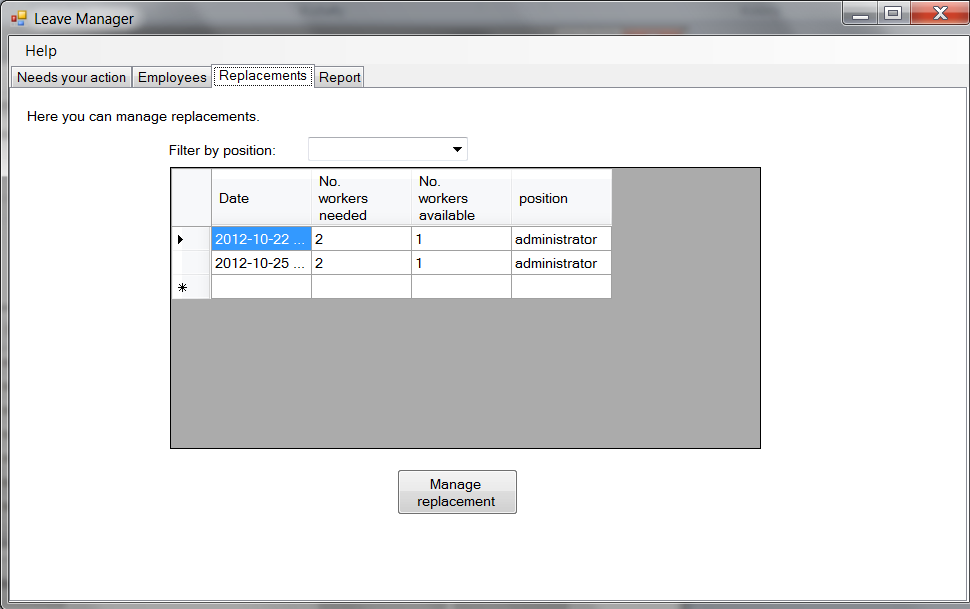 Leave Manager
Help
Needs your action Employees Replacements Report
Here you can manage replacements.
Filter by position:
Date No. workers needed No. workers available position
2012-10-22 ... 2 1 administrator
2012-10-25 ... 2 1 administrator
Manage
replacement